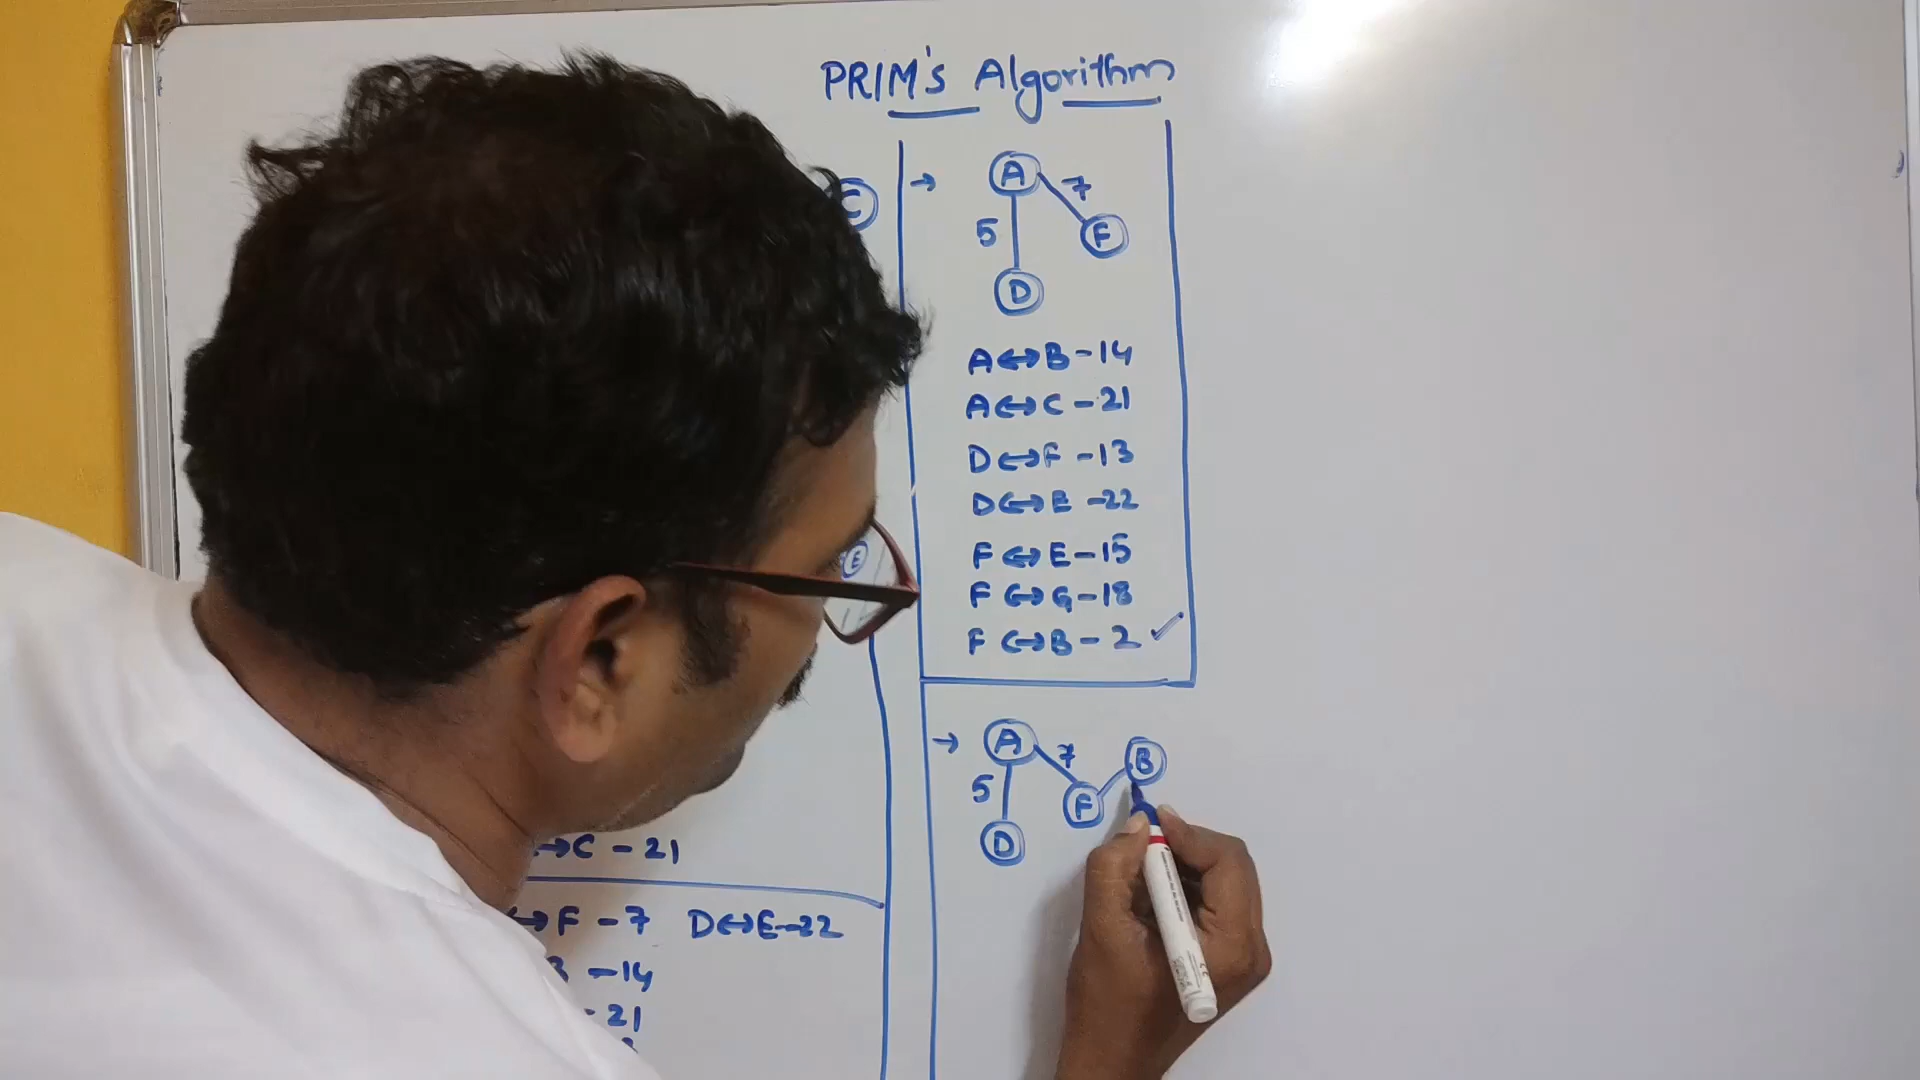 PRIM's Algorithm
C
→ A 7
5 F
D
A↔B-14
A↔C-21
D↔F-13
D↔E-22
E
F↔E-15
F↔G-18
F↔B-2 ✓
→ A 7 B
5 F
D
→C-21
↔F-7 D↔E-22
-14
-21